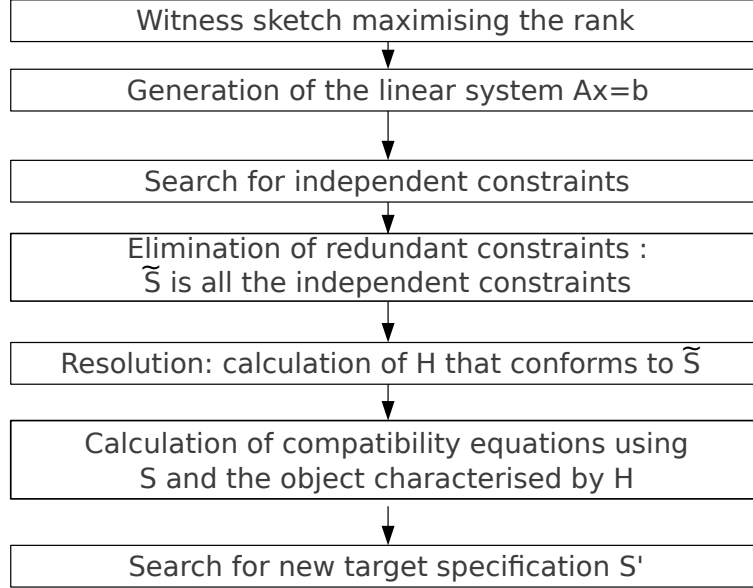 Witness sketch maximising the rank
Generation of the linear system Ax=b
Search for independent constraints
Elimination of redundant constraints :
S̃ is all the independent constraints
Resolution: calculation of H that conforms to S̃
Calculation of compatibility equations using
S and the object characterised by H
Search for new target specification S'